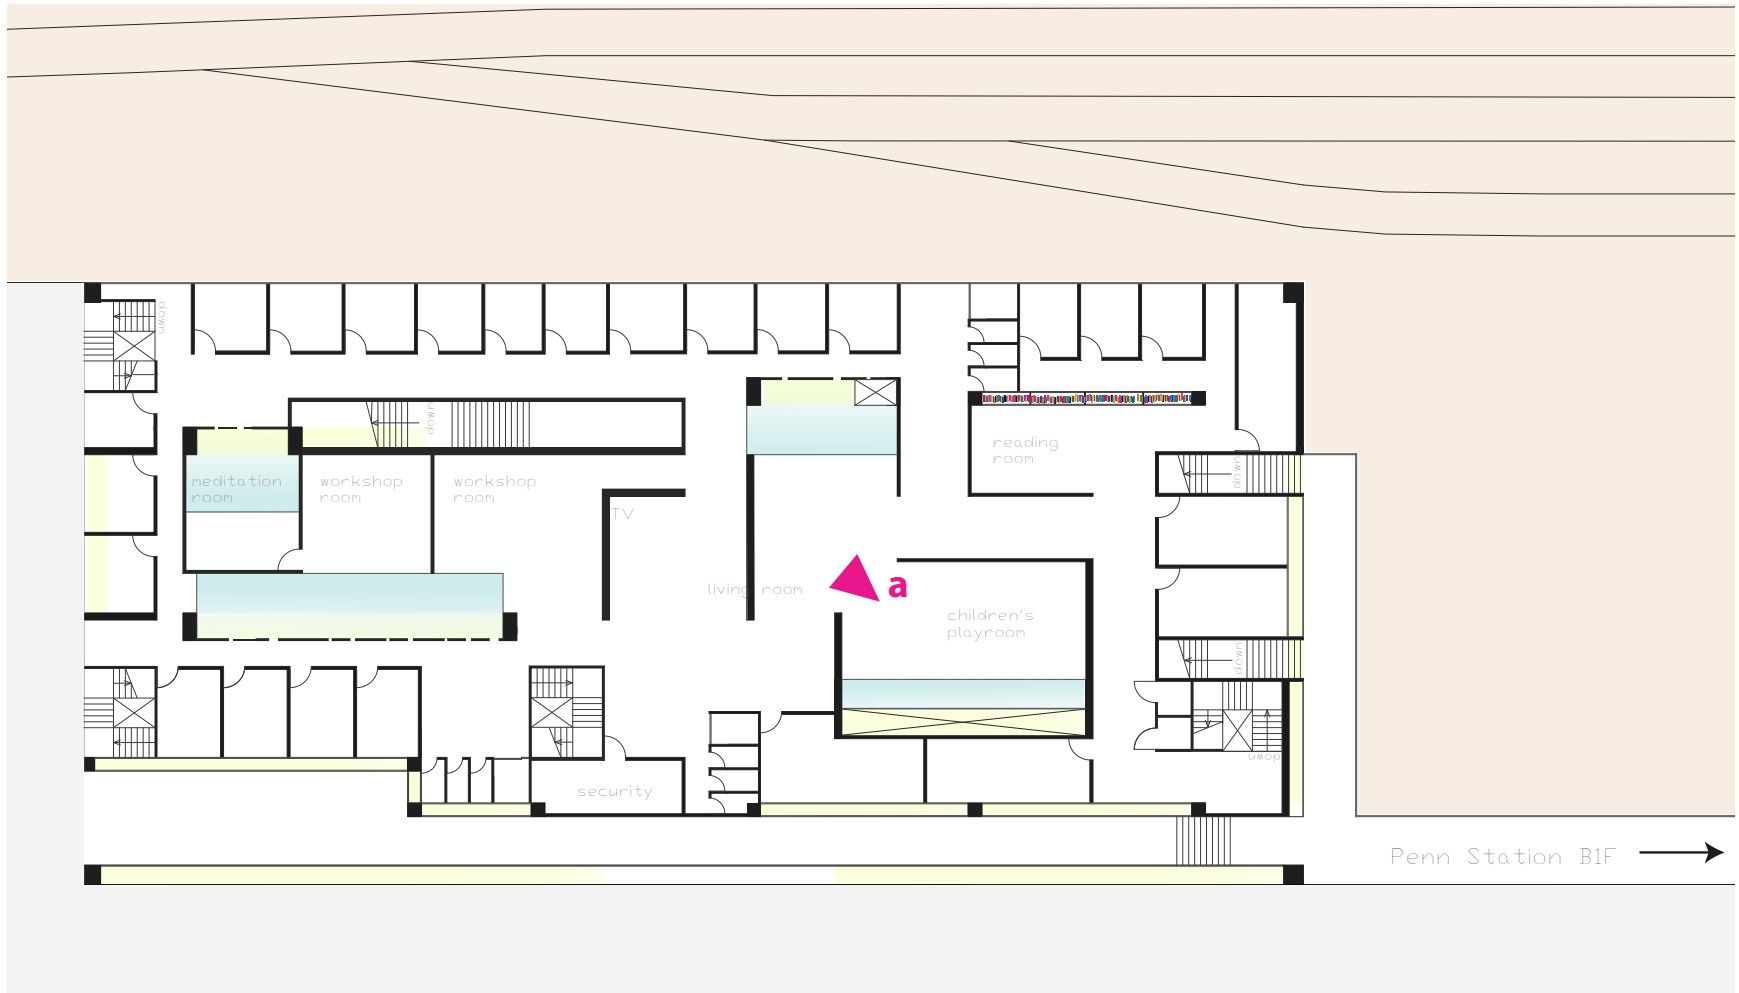 down
down
meditation
room
workshop
room
workshop
room
TV
reading
room
down
living room
a
children's
playroom
down
down
security
Penn Station B1F